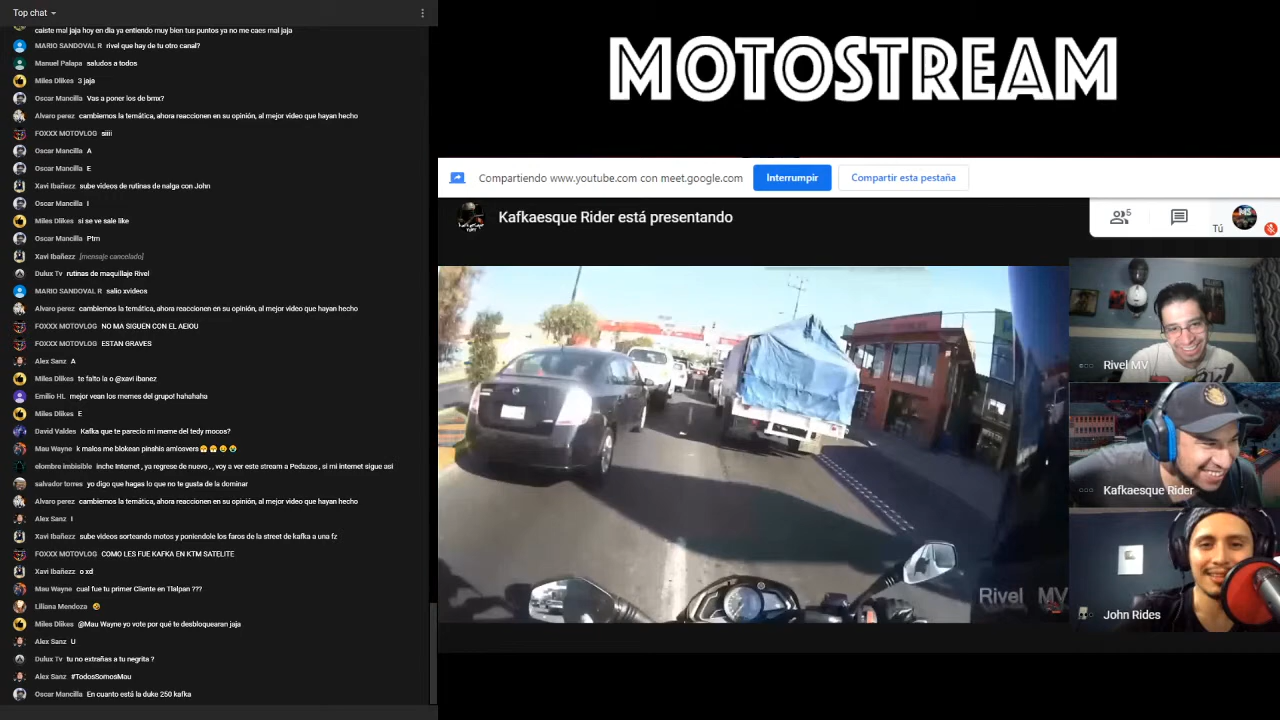 Top chat
caiste mal jaja hoy en dia ya entiendo muy bien tus puntos ya no me caes mal jaja
MARIO SANDOVAL R rivel que hay de tu otro canal?
Manuel Palapa saludos a todos
Miles Dlikes 3 jaja
Oscar Mancilla Vas a poner los de bmx?
Alvaro perez cambiemos la temática, ahora reaccionen en su opinión, al mejor video que hayan hecho
FOXXX MOTOVLOG siiii
Oscar Mancilla A
Oscar Mancilla E
Xavi Ibañezz sube videos de rutinas de nalga con John
Oscar Mancilla I
Miles Dlikes si se ve sale like
Oscar Mancilla Ptm
Xavi Ibañezz [mensaje cancelado]
Dulux Tv rutinas de maquillaje Rivel
MARIO SANDOVAL R salio xvideos
Alvaro perez cambiemos la temática, ahora reaccionen en su opinión, al mejor video que hayan hecho
FOXXX MOTOVLOG NO MA SIGUEN CON EL AEIOU
FOXXX MOTOVLOG ESTAN GRAVES
Alex Sanz A
Miles Dlikes te falto la o @xavi ibanez
Emilio HL mejor vean los memes del grupo! hahahaha
Miles Dlikes E
David Valdes Kafka que te parecio mi meme del tedy mocos?
Mau Wayne k malos me blokean pinshis amiosvers
elombre imbisible inche Internet , ya regrese de nuevo , , voy a ver este stream a Pedazos , si mi internet sigue asi
salvador torres yo digo que hagas lo que no te gusta de la dominar
Alvaro perez cambiemos la temática, ahora reaccionen en su opinión, al mejor video que hayan hecho
Alex Sanz I
Xavi Ibañezz sube videos sorteando motos y poniendole los faros de la street de kafka a una fz
FOXXX MOTOVLOG COMO LES FUE KAFKA EN KTM SATELITE
Xavi Ibañezz o xd
Mau Wayne cual fue tu primer Cliente en Tlalpan ???
Liliana Mendoza
Miles Dlikes @Mau Wayne yo vote por qué te desbloquearan jaja
Alex Sanz U
Dulux Tv tu no extrañas a tu negrita ?
Alex Sanz #TodosSomosMau
Oscar Mancilla En cuanto está la duke 250 kafka
MOTOSTREAM
Compartiendo www.youtube.com con meet.google.com Interrumpir Compartir esta pestaña
Kafkaesque Rider está presentando
5
Tú
Rivel MV
Rivel MV
Kafkaesque Rider
John Rides